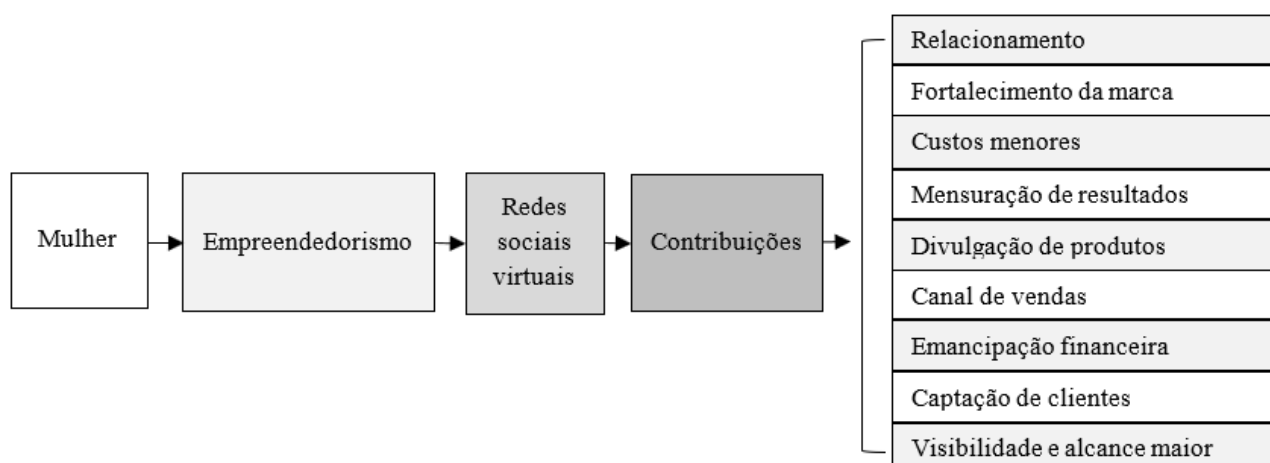 Mulher
Empreendedorismo
Redes
sociais
virtuais
Contribuições
Relacionamento
Fortalecimento da marca
Custos menores
Mensuração de resultados
Divulgação de produtos
Canal de vendas
Emancipação financeira
Captação de clientes
Visibilidade e alcance maior